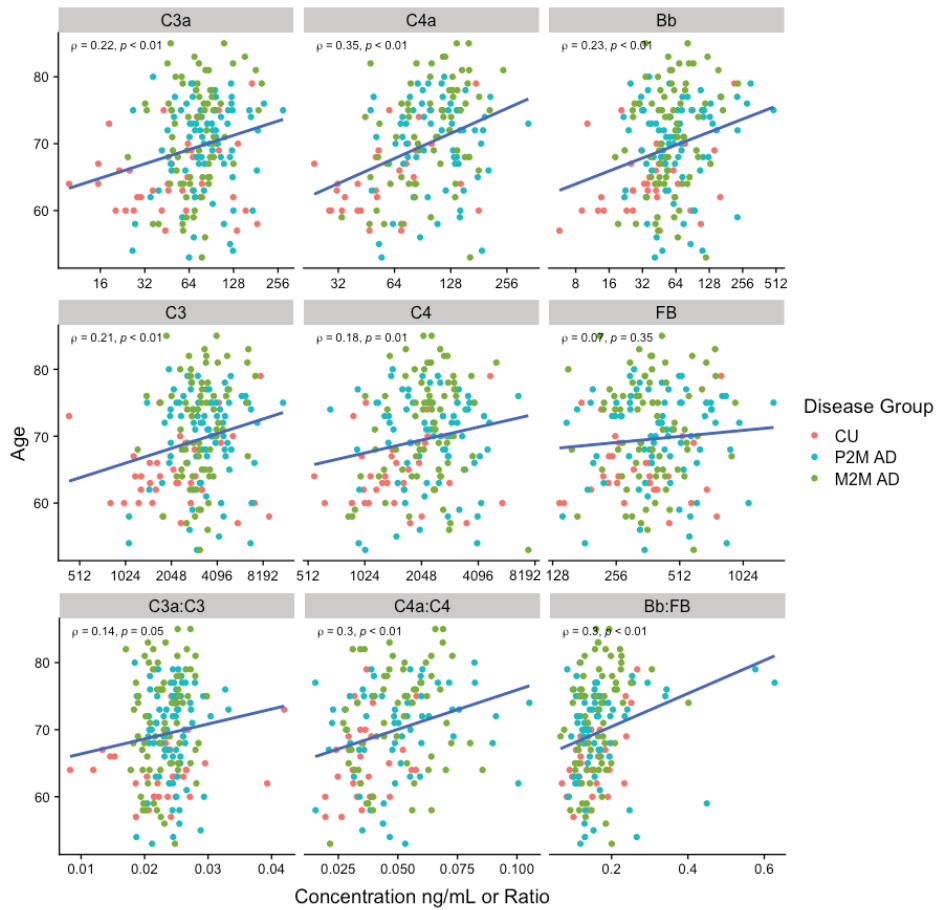 C3a C4a Bb
ρ = 0.22, p < 0.01 ρ = 0.35, p < 0.01 ρ = 0.23, p < 0.01
80
70
60
16 32 64 128 256 32 64 128 256 8 16 32 64 128 256 512
C3 C4 FB
ρ = 0.21, p < 0.01 ρ = 0.18, p = 0.01 ρ = 0.07, p = 0.35
80
70
60
512 1024 2048 4096 8192 512 1024 2048 4096 8192 128 256 512 1024
C3a:C3 C4a:C4 Bb:FB
ρ = 0.14, p = 0.05 ρ = 0.3, p < 0.01 ρ = 0.3, p < 0.01
80
70
60
0.01 0.02 0.03 0.04 0.025 0.050 0.075 0.100 0.2 0.4 0.6
Age
Concentration ng/mL or Ratio
Disease Group
CU
P2M AD
M2M AD